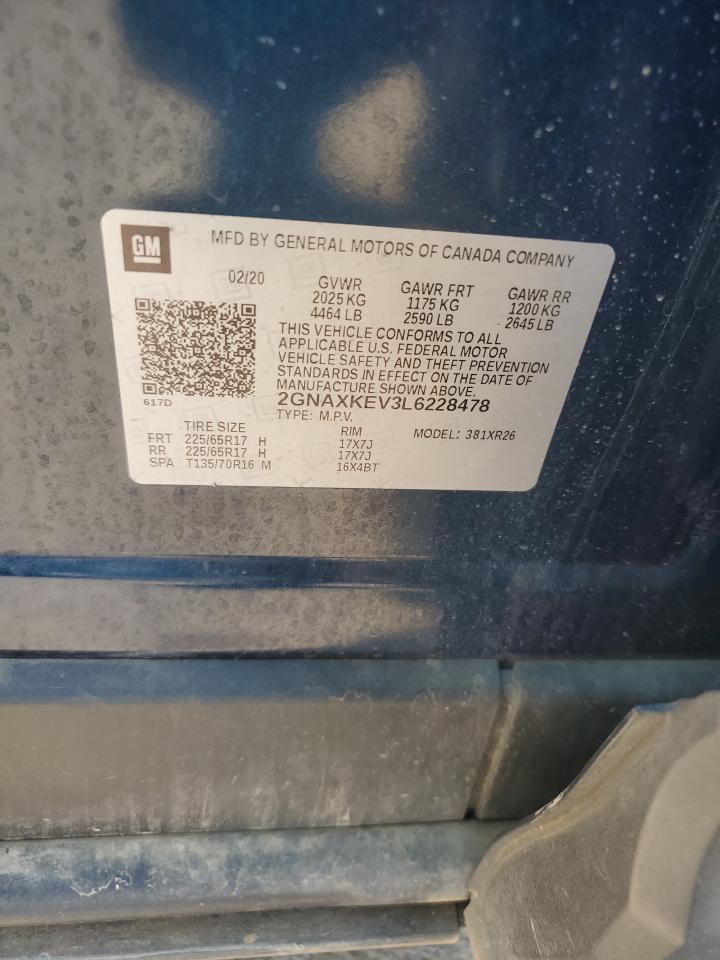 GM
MFD BY GENERAL MOTORS OF CANADA COMPANY
02/20 GVWR GAWR FRT GAWR RR
2025 KG 1175 KG 1200 KG
4464 LB 2590 LB 2645 LB
THIS VEHICLE CONFORMS TO ALL
APPLICABLE U.S. FEDERAL MOTOR
VEHICLE SAFETY AND THEFT PREVENTION
STANDARDS IN EFFECT ON THE DATE OF
MANUFACTURE SHOWN ABOVE.
617D
2GNAXKEV3L6228478
TYPE: M.P.V. MODEL: 381XR26
TIRE SIZE RIM
FRT 225/65R17 H 17X7J
RR 225/65R17 H 17X7J
SPA T135/70R16 M 16X4BT